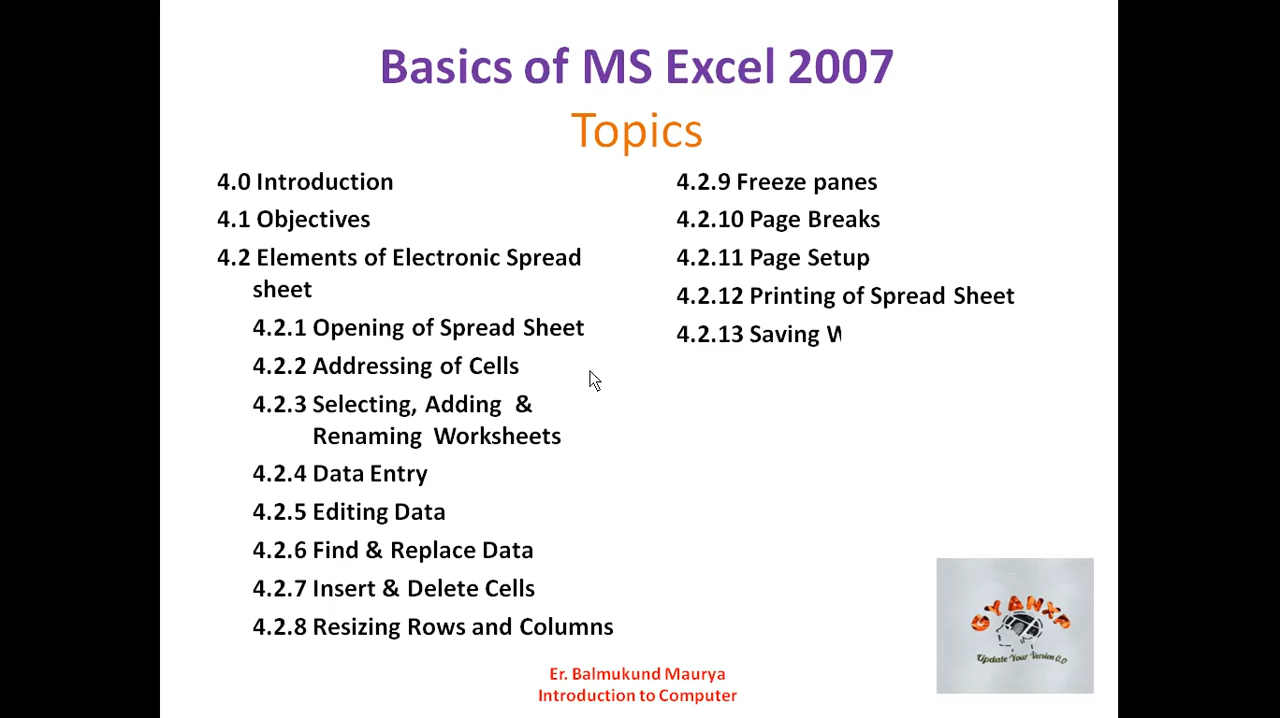 Basics of MS Excel 2007
Topics
4.0 Introduction
4.1 Objectives
4.2 Elements of Electronic Spread
sheet
4.2.1 Opening of Spread Sheet
4.2.2 Addressing of Cells
4.2.3 Selecting, Adding &
Renaming Worksheets
4.2.4 Data Entry
4.2.5 Editing Data
4.2.6 Find & Replace Data
4.2.7 Insert & Delete Cells
4.2.8 Resizing Rows and Columns
4.2.9 Freeze panes
4.2.10 Page Breaks
4.2.11 Page Setup
4.2.12 Printing of Spread Sheet
4.2.13 Saving
GYANXP
Update Your Version 0.0
Er. Balmukund Maurya
Introduction to Computer